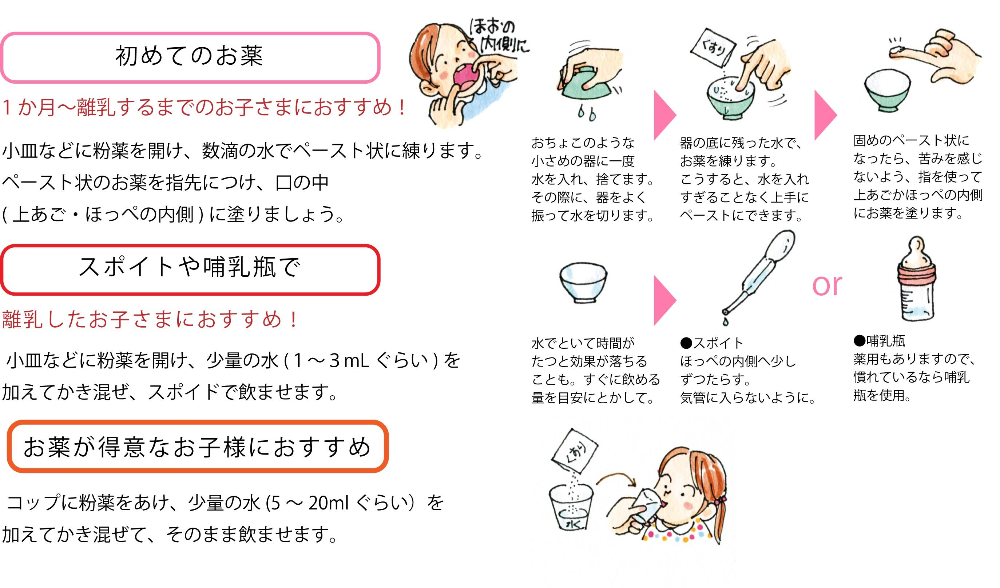 初めてのお薬
1か月～離乳するまでのお子さまにおすすめ！
小皿などに粉薬を開け、数滴の水でペースト状に練ります。
ペースト状のお薬を指先につけ、口の中
(上あご・ほっぺの内側)に塗りましょう。
ほおの
内側に
おちょこのような
小さめの器に一度
水を入れ、捨てます。
その際に、器をよく
振って水を切ります。
くすり
器の底に残った水で、
お薬を練ります。
こうすると、水を入れ
すぎることなく上手に
ペーストにできます。
固めのペースト状に
なったら、苦みを感じ
ないよう、指を使って
上あごかほっぺの内側
にお薬を塗ります。
スポイトや哺乳瓶で
離乳したお子さまにおすすめ！
小皿などに粉薬を開け、少量の水(1～3mLぐらい)を
加えてかき混ぜ、スポイドで飲ませます。
水でといて時間が
たつと効果が落ちる
ことも。すぐに飲める
量を目安にとかして。
●スポイト
ほっぺの内側へ少し
ずつたらす。
気管に入らないように。
or
●哺乳瓶
薬用もありますので、
慣れているなら哺乳
瓶を使用。
お薬が得意なお子様におすすめ
コップに粉薬をあけ、少量の水(5～20mlぐらい）を
加えてかき混ぜて、そのまま飲ませます。
くすり
水